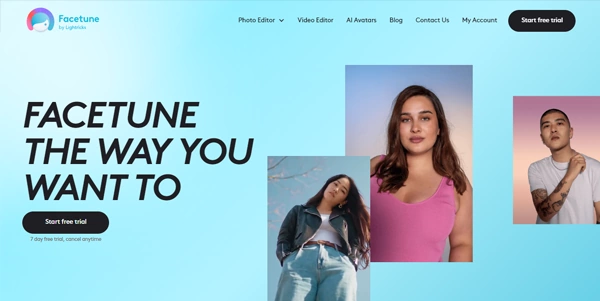 Facetune
by Lightricks
Photo Editor
Video Editor
AI Avatars
Blog
Contact Us
My Account
Start free trial
FACETUNE
THE WAY YOU
WANT TO
Start free trial
7 day free trial, cancel anytime